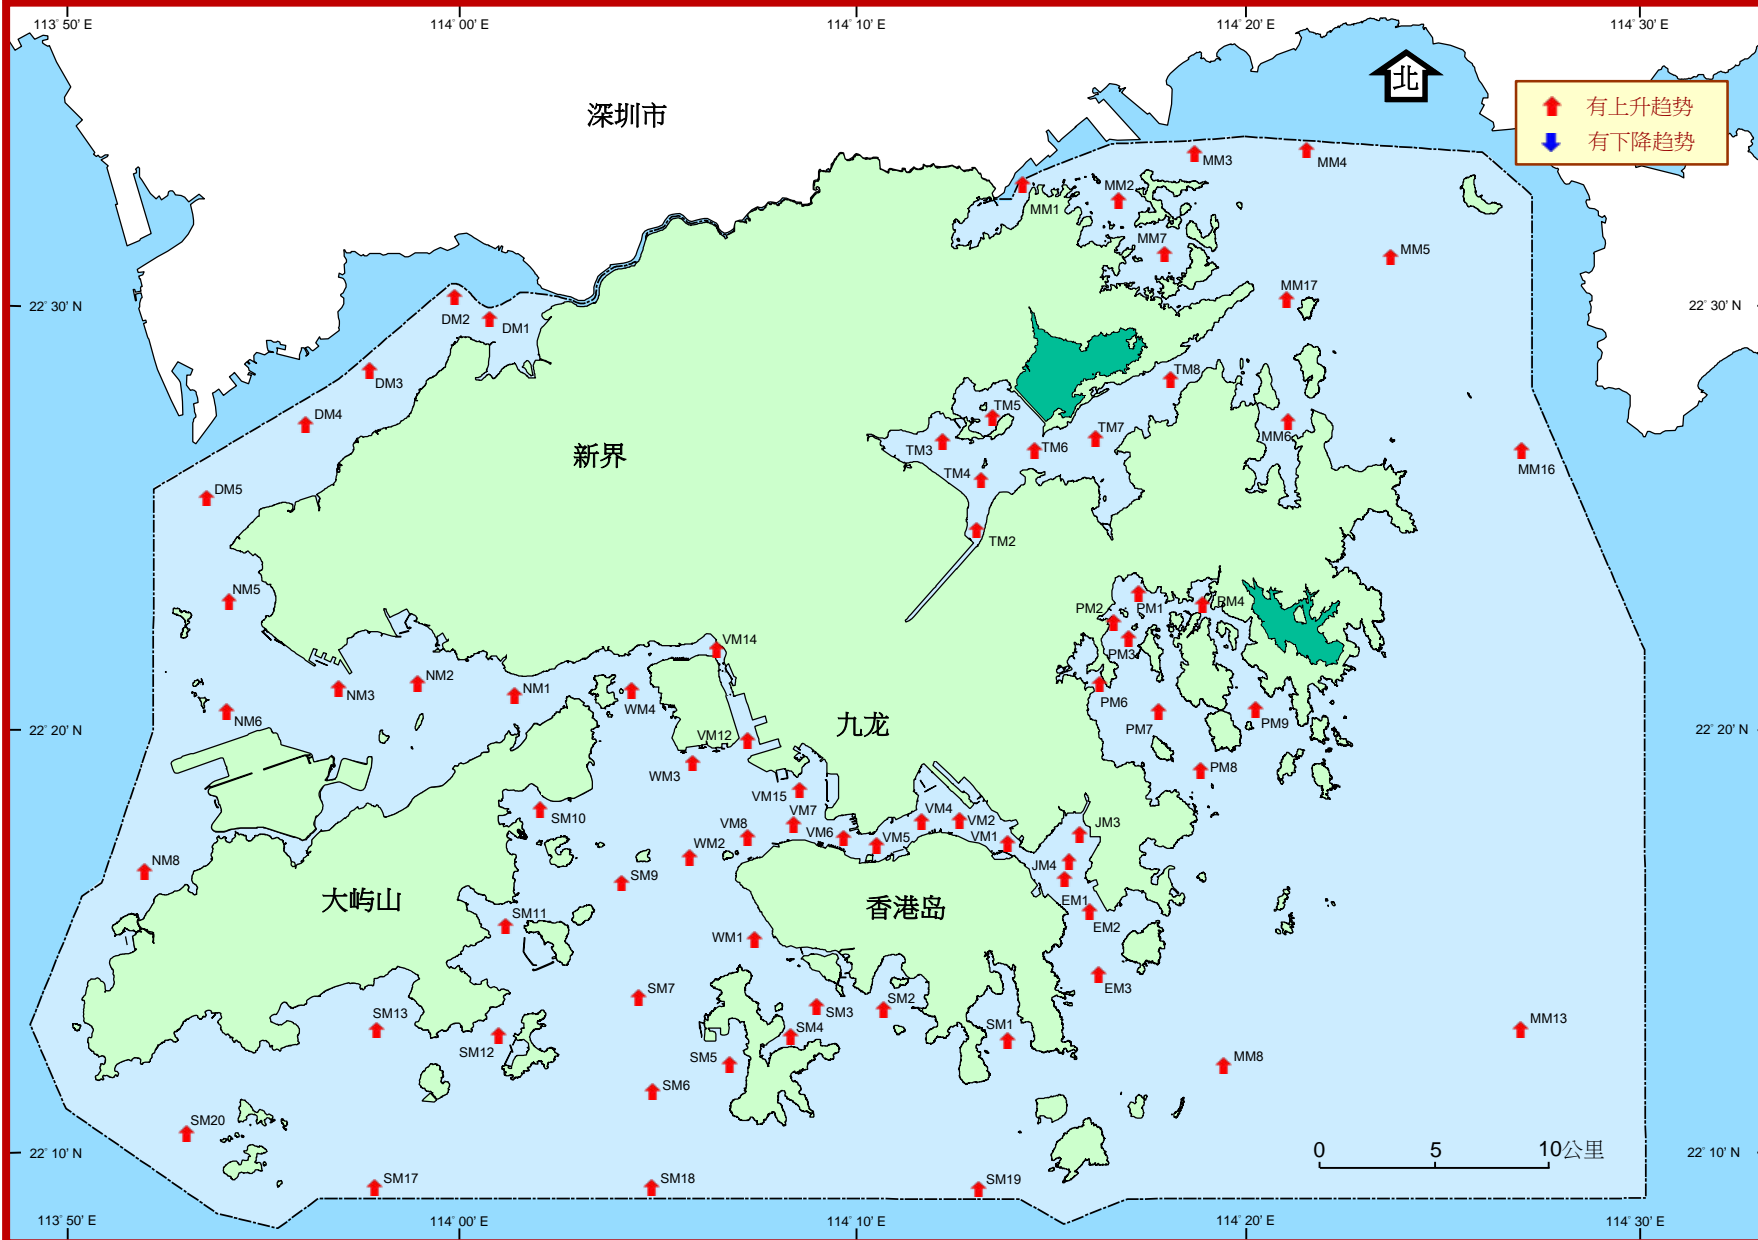 113° 50' E
114° 00' E
114° 10' E
114° 20' E
114° 30' E
北
深圳市
有上升趋势
有下降趋势
MM3
MM4
MM2
MM1
MM7
MM5
MM17
22° 30' N
22° 30' N
DM2
DM1
DM3
TM8
DM4
TM5
TM7
MM6
TM3
TM6
新界
MM16
TM4
DM5
TM2
NM5
PM2
PM1
PM4
VM14
PM3
NM2
NM3
NM1
WM4
PM6
NM6
九龙
PM7
PM9
22° 20' N
22° 20' N
VM12
WM3
PM8
VM15
SM10
VM7
VM4
VM2
VM8
VM6
VM5
VM1
JM3
WM2
NM8
JM4
SM9
大屿山
EM1
香港岛
SM11
EM2
WM1
EM3
SM7
SM2
SM3
SM13
SM4
SM1
MM13
SM12
SM5
MM8
SM6
SM20
22° 10' N
22° 10' N
0
5
10公里
SM17
SM18
SM19
113° 50' E
114° 00' E
114° 10' E
114° 20' E
114° 30' E